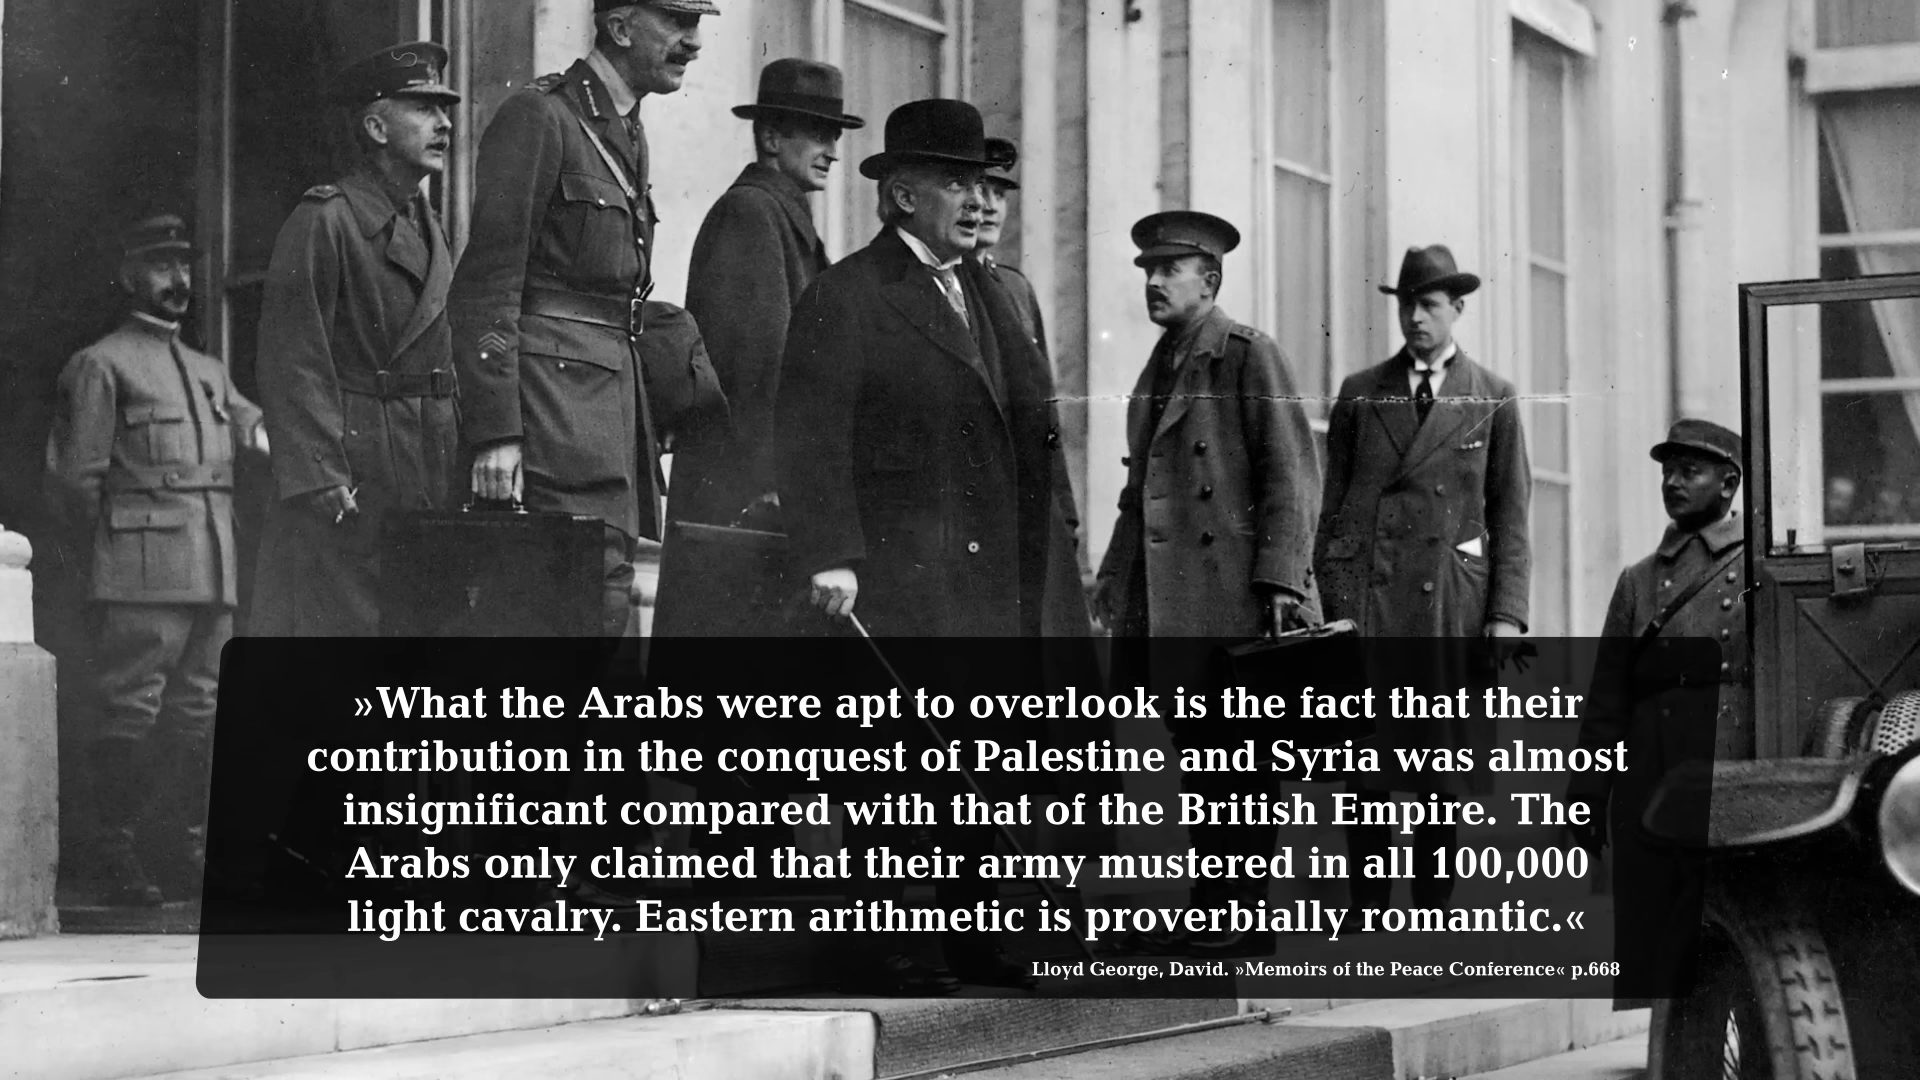 »What the Arabs were apt to overlook is the fact that their
contribution in the conquest of Palestine and Syria was almost
insignificant compared with that of the British Empire. The
Arabs only claimed that their army mustered in all 100,000
light cavalry. Eastern arithmetic is proverbially romantic.«
Lloyd George, David. »Memoirs of the Peace Conference« p.668